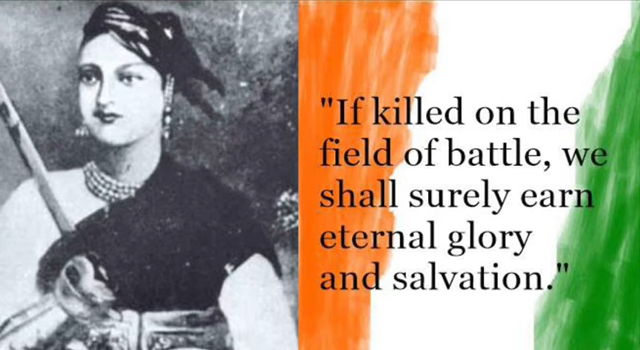 "If killed on the
field of battle, we
shall surely earn
eternal glory
and salvation."